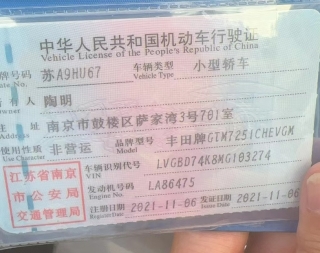 中华人民共和国机动车行驶证
Vehicle License of the People's Republic of China
牌号码 苏A9HU67 车辆类型 小型轿车
Plate No. Vehicle Type
有人 陶明
Owner
址 南京市鼓楼区萨家湾3号701室
Address
使用性质 非营运 品牌型号 丰田牌GTM7251CHEVGM
Use Character Model
车辆识别代号 LVGBD74K8MG103274
VIN
江苏省南京市公安局交通管理局
发动机号码 LA86475
Engine No.
注册日期 2021-11-06 发证日期 2021-11-06
Register Date Issue Date